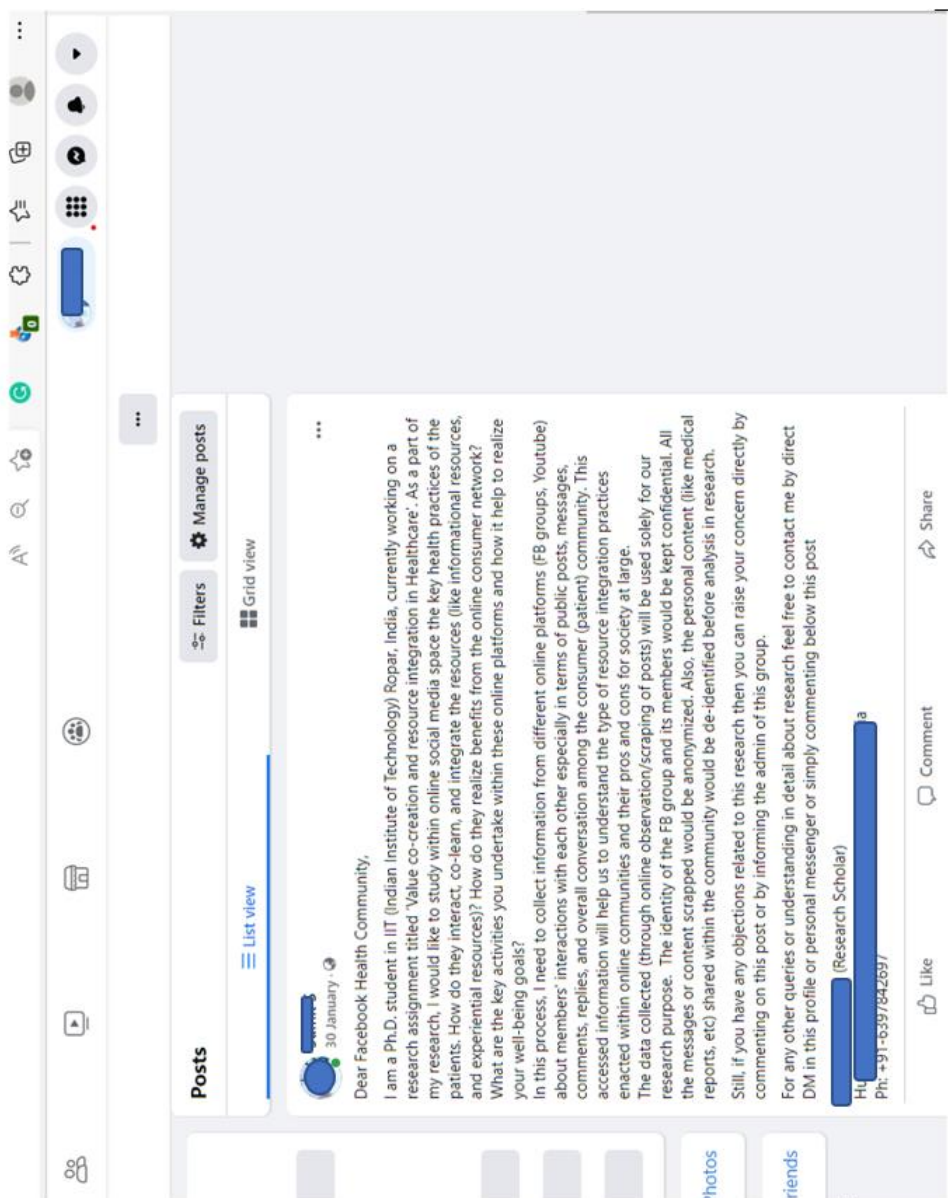 Posts
Filters
Manage posts
List view
Grid view
30 January
Dear Facebook Health Community,
I am a Ph.D. student in IIT (Indian Institute of Technology) Ropar, India, currently working on a
research assignment titled 'Value co-creation and resource integration in Healthcare'. As a part of
my research, I would like to study within online social media space the key health practices of the
patients. How do they interact, co-learn, and integrate the resources (like informational resources,
and experiential resources)? How do they realize benefits from the online consumer network?
What are the key activities you undertake within these online platforms and how it help to realize
your well-being goals?
In this process, I need to collect information from different online platforms (FB groups, Youtube)
about members' interactions with each other especially in terms of public posts, messages,
comments, replies, and overall conversation among the consumer (patient) community. This
accessed information will help us to understand the type of resource integration practices
enacted within online communities and their pros and cons for society at large.
The data collected (through online observation/scraping of posts) will be used solely for our
research purpose. The identity of the FB group and its members would be kept confidential. All
the messages or content scrapped would be anonymized. Also, the personal content (like medical
reports, etc) shared within the community would be de-identified before analysis in research.
Still, if you have any objections related to this research then you can raise your concern directly by
commenting on this post or by informing the admin of this group.
For any other queries or understanding in detail about research feel free to contact me by direct
DM in this profile or personal messenger or simply commenting below this post
(Research Scholar)
Hu
Ph: +91-6397842697
Like
Comment
Share
hotos
riends
0